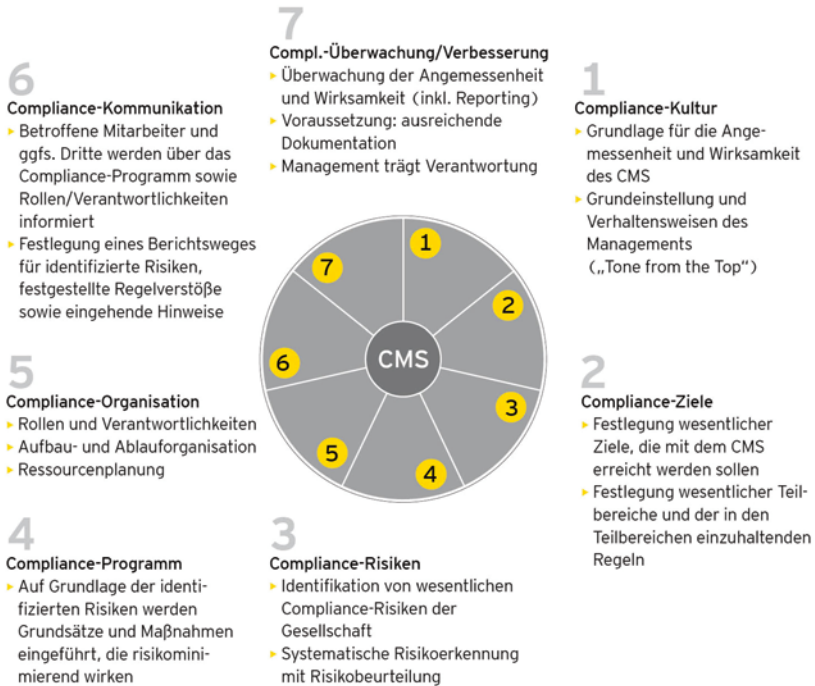 7
Compl.-Überwachung/Verbesserung
▸ Überwachung der Angemessenheit
und Wirksamkeit (inkl. Reporting)
▸ Voraussetzung: ausreichende
Dokumentation
▸ Management trägt Verantwortung
6
Compliance-Kommunikation
▸ Betroffene Mitarbeiter und
ggfs. Dritte werden über das
Compliance-Programm sowie
Rollen/Verantwortlichkeiten
informiert
▸ Festlegung eines Berichtsweges
für identifizierte Risiken,
festgestellte Regelverstöße
sowie eingehende Hinweise
1
Compliance-Kultur
▸ Grundlage für die Ange-
messenheit und Wirksamkeit
des CMS
▸ Grundeinstellung und
Verhaltensweisen des
Managements
(„Tone from the Top“)
1
2
3
4
5
6
7
CMS
5
Compliance-Organisation
▸ Rollen und Verantwortlichkeiten
▸ Aufbau- und Ablauforganisation
▸ Ressourcenplanung
2
Compliance-Ziele
▸ Festlegung wesentlicher
Ziele, die mit dem CMS
erreicht werden sollen
▸ Festlegung wesentlicher Teil-
bereiche und der in den
Teilbereichen einzuhaltenden
Regeln
4
Compliance-Programm
▸ Auf Grundlage der identi-
fizierten Risiken werden
Grundsätze und Maßnahmen
eingeführt, die risikomini-
mierend wirken
3
Compliance-Risiken
▸ Identifikation von wesentlichen
Compliance-Risiken der
Gesellschaft
▸ Systematische Risikoerkennung
mit Risikobeurteilung